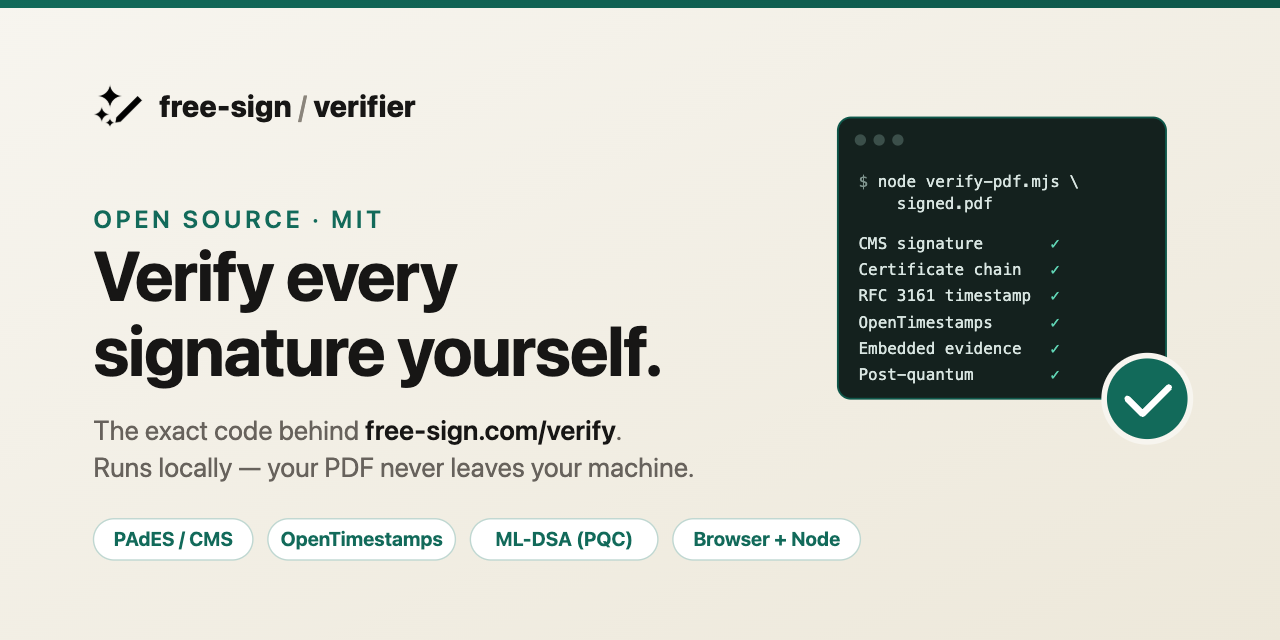 free-sign / verifier
OPEN SOURCE · MIT
Verify every
signature yourself.
The exact code behind free-sign.com/verify.
Runs locally — your PDF never leaves your machine.
PAdES / CMS
OpenTimestamps
ML-DSA (PQC)
Browser + Node
$ node verify-pdf.mjs \
signed.pdf
CMS signature ✓
Certificate chain ✓
RFC 3161 timestamp ✓
OpenTimestamps ✓
Embedded evidence ✓
Post-quantum ✓